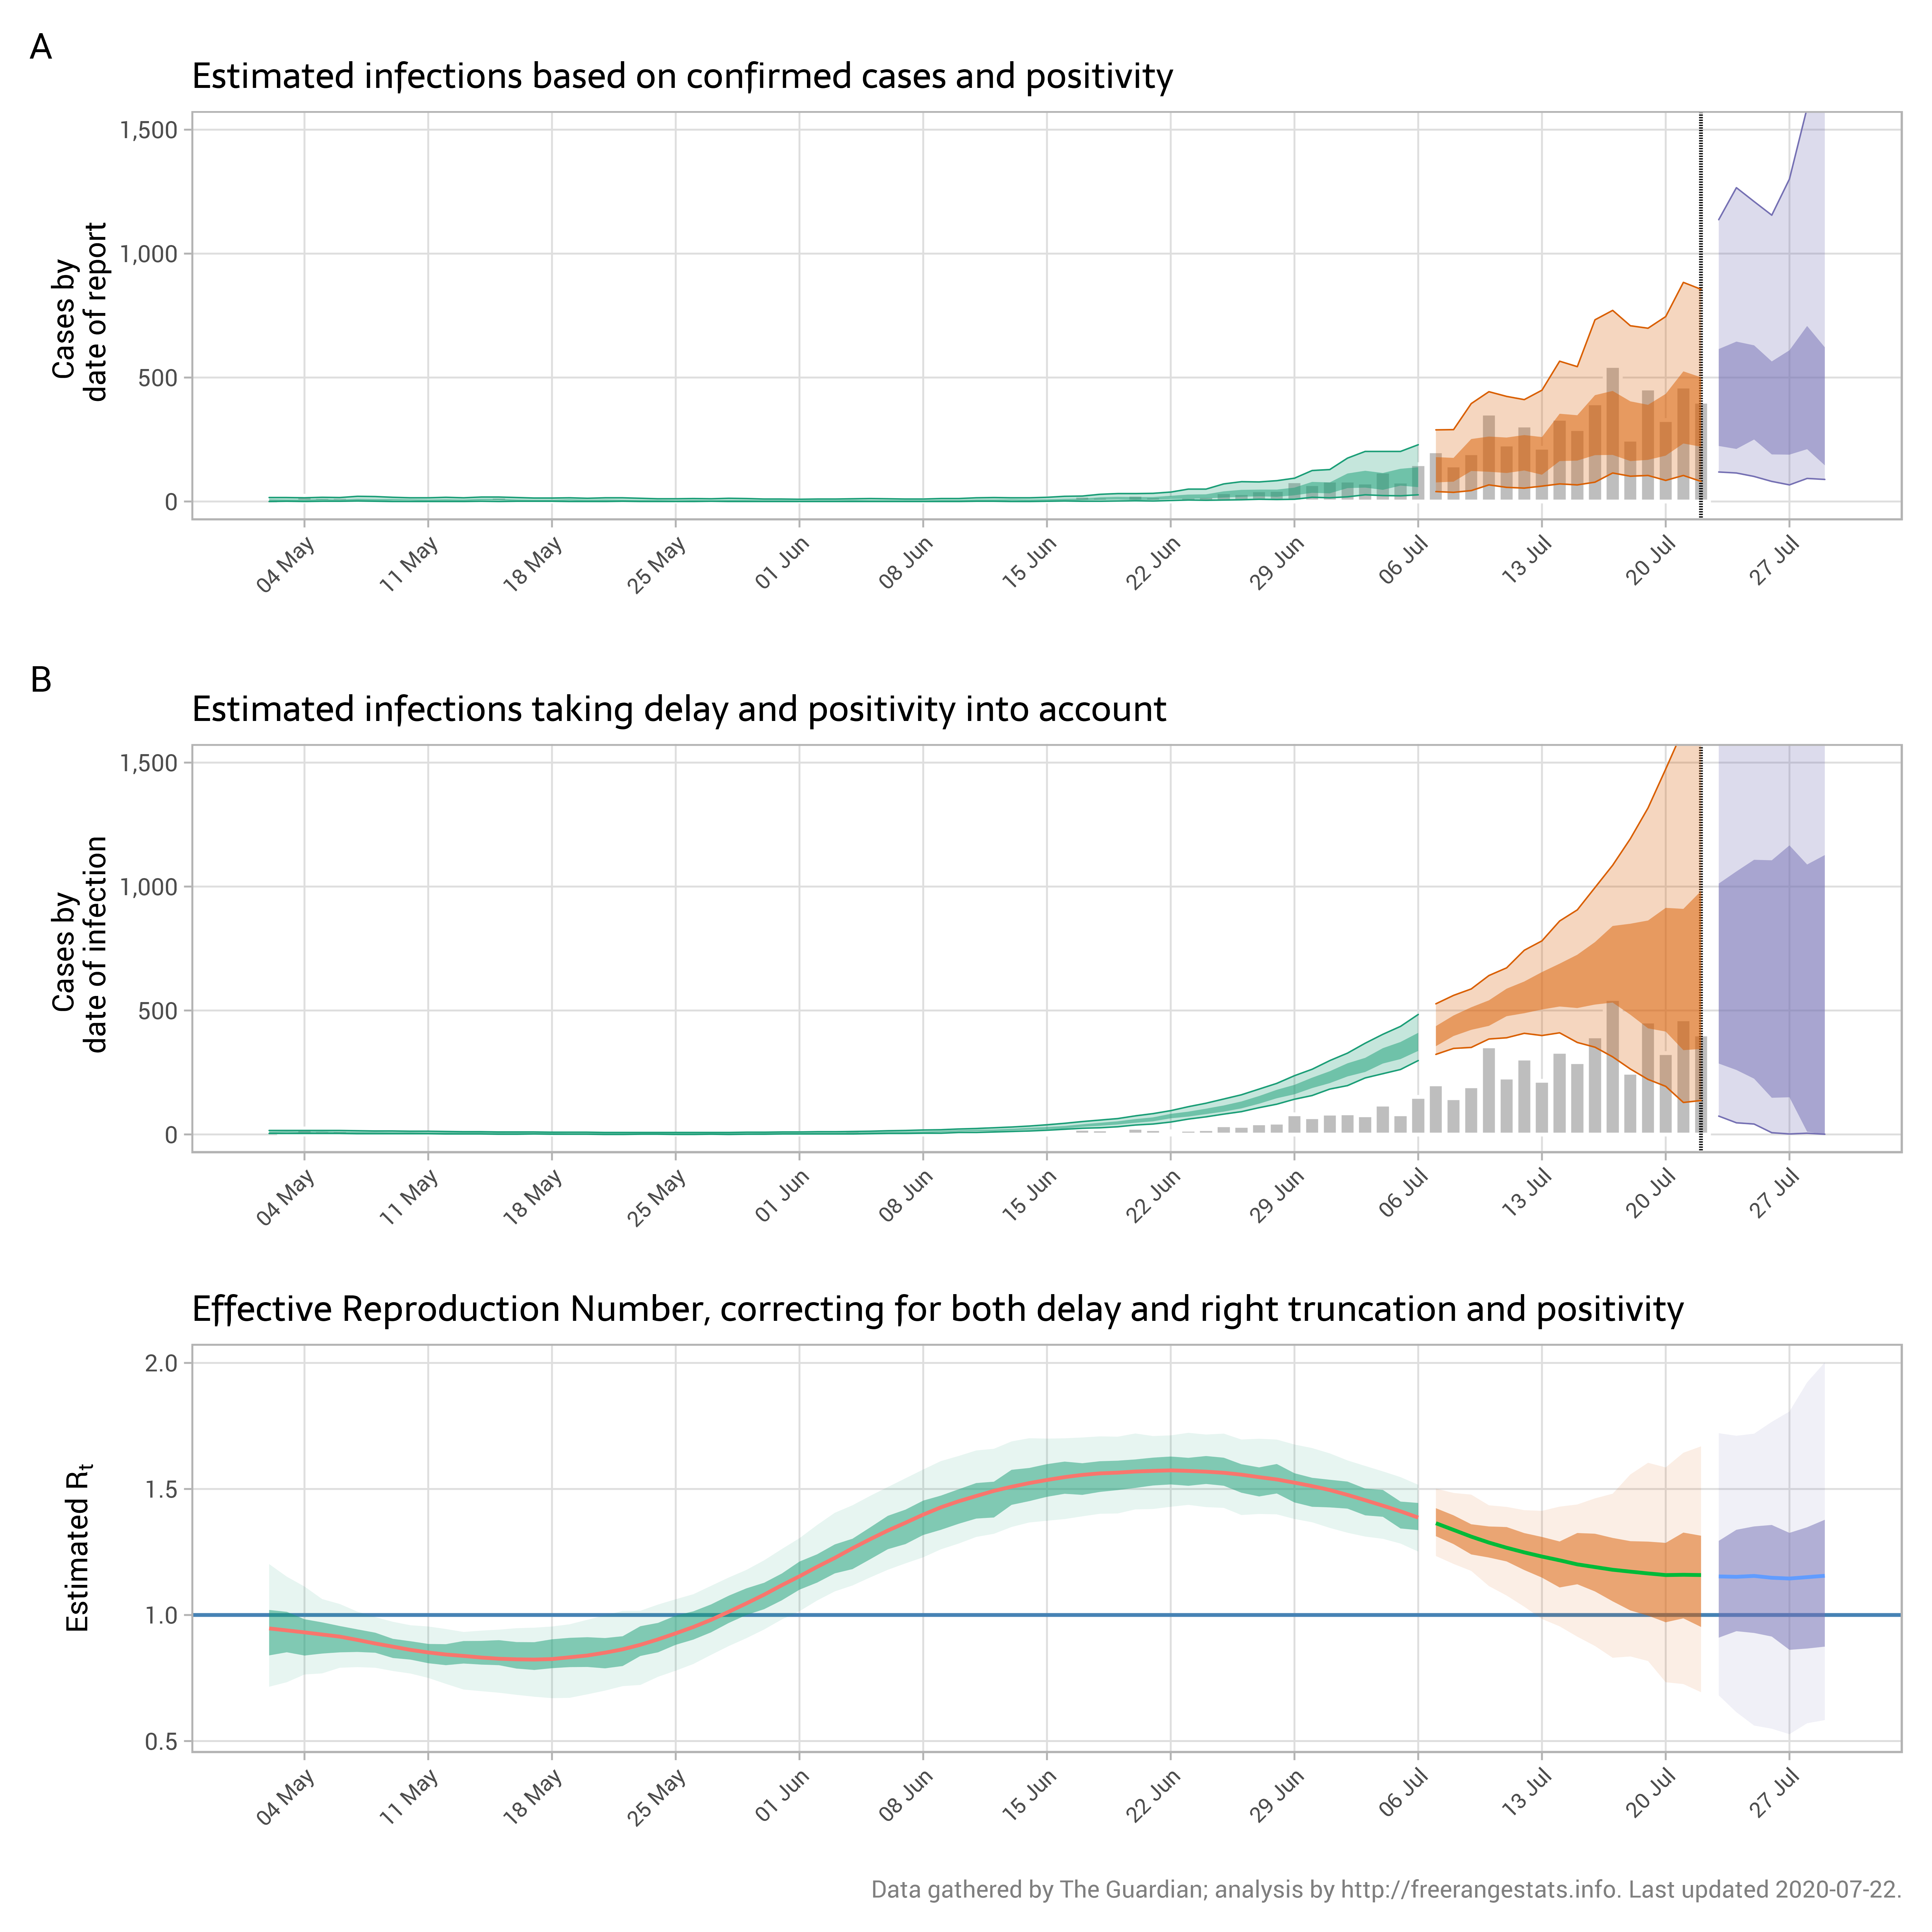 A
Estimated infections based on confirmed cases and positivity
1,500
1,000
500
0
Cases by
date of report
04 May
11 May
18 May
25 May
01 Jun
08 Jun
15 Jun
22 Jun
29 Jun
06 Jul
13 Jul
20 Jul
27 Jul
B
Estimated infections taking delay and positivity into account
1,500
1,000
500
0
Cases by
date of infection
04 May
11 May
18 May
25 May
01 Jun
08 Jun
15 Jun
22 Jun
29 Jun
06 Jul
13 Jul
20 Jul
27 Jul
Effective Reproduction Number, correcting for both delay and right truncation and positivity
2.0
1.5
1.0
0.5
Estimated Rt
04 May
11 May
18 May
25 May
01 Jun
08 Jun
15 Jun
22 Jun
29 Jun
06 Jul
13 Jul
20 Jul
27 Jul
Data gathered by The Guardian; analysis by http://freerangestats.info. Last updated 2020-07-22.